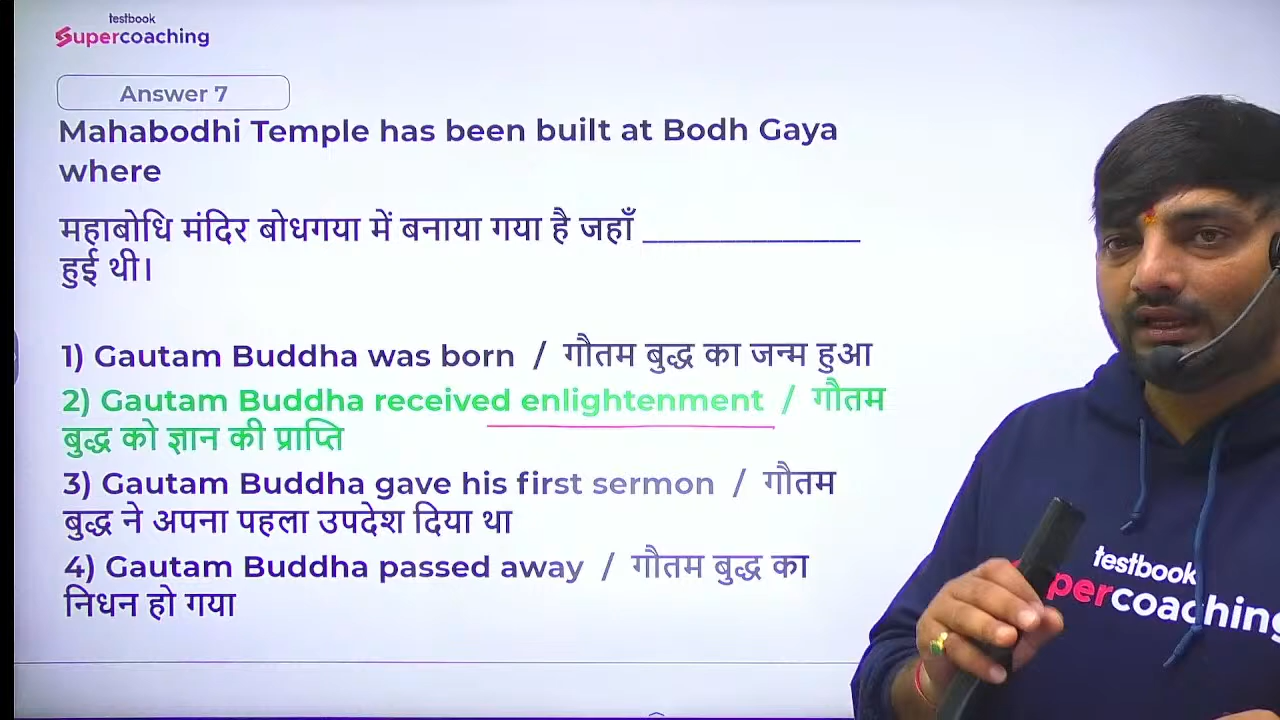 testbook
Supercoaching
Answer 7
Mahabodhi Temple has been built at Bodh Gaya
where
महाबोधि मंदिर बोधगया में बनाया गया है जहाँ ______________
हुई थी।
1) Gautam Buddha was born / गौतम बुद्ध का जन्म हुआ
2) Gautam Buddha received enlightenment / गौतम
बुद्ध को ज्ञान की प्राप्ति
3) Gautam Buddha gave his first sermon / गौतम
बुद्ध ने अपना पहला उपदेश दिया था
4) Gautam Buddha passed away / गौतम बुद्ध का
निधन हो गया
testbook
percoaching